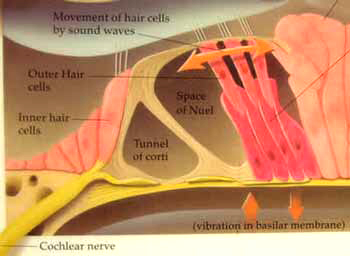 Movement of hair cells
by sound waves
Outer Hair
cells
Space
of Nuel
Inner hair
cells
Tunnel
of corti
(vibration in basilar membrane)
Cochlear nerve